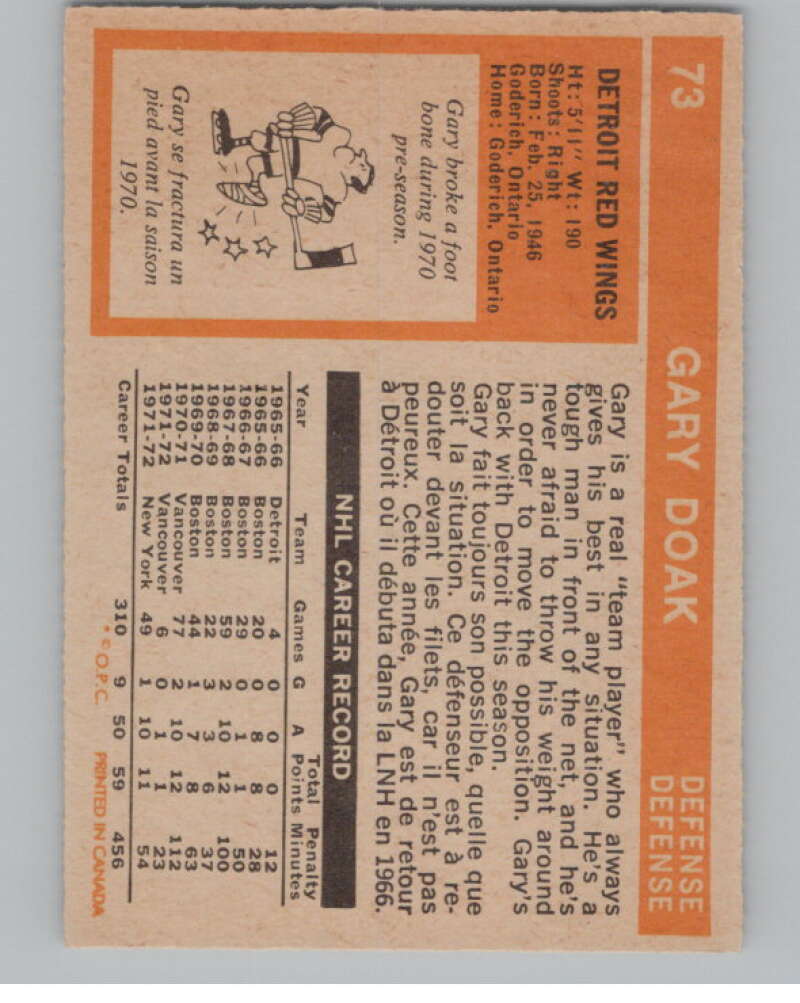 73 GARY DOAK DEFENSE
DEFENSE
DETROIT RED WINGS
Ht: 5'11" Wt: 190
Shoots: Right
Born: Feb. 25, 1946
Goderich, Ontario
Home: Goderich, Ontario
Gary broke a foot
bone during 1970
pre-season.
Gary se fractura un
pied avant la saison
1970.
Gary is a real "team player" who always
gives his best in any situation. He's a
tough man in front of the net, and he's
never afraid to throw his weight around
in order to move the opposition. Gary's
back with Detroit this season.
Gary fait toujours son possible, quelle que
soit la situation. Ce défenseur est à re-
douter devant les filets, car il n'est pas
peureux. Cette année, Gary est de retour
à Détroit où il débuta dans la LNH en 1966.
NHL CAREER RECORD
Year Team Games G A Total Points Penalty Minutes
1965-66 Detroit 4 0 0 0 12
1965-66 Boston 20 0 8 8 28
1966-67 Boston 29 0 1 1 50
1967-68 Boston 59 2 10 12 100
1968-69 Boston 22 3 3 6 37
1969-70 Boston 44 1 7 8 63
1970-71 Vancouver 77 2 10 12 112
1971-72 Vancouver 6 0 1 1 23
1971-72 New York 49 1 10 11 54
Career Totals 310 9 50 59 456
* © O.P.C. PRINTED IN CANADA